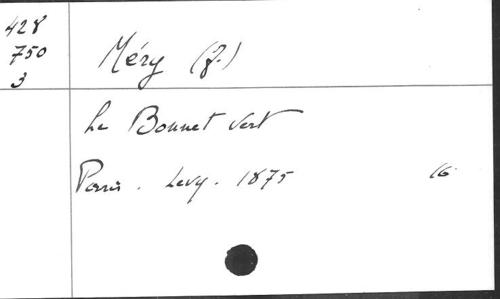 428
750
3
Méry (J.)
Le Bonnet vert
Paris. Levy. 1875 16